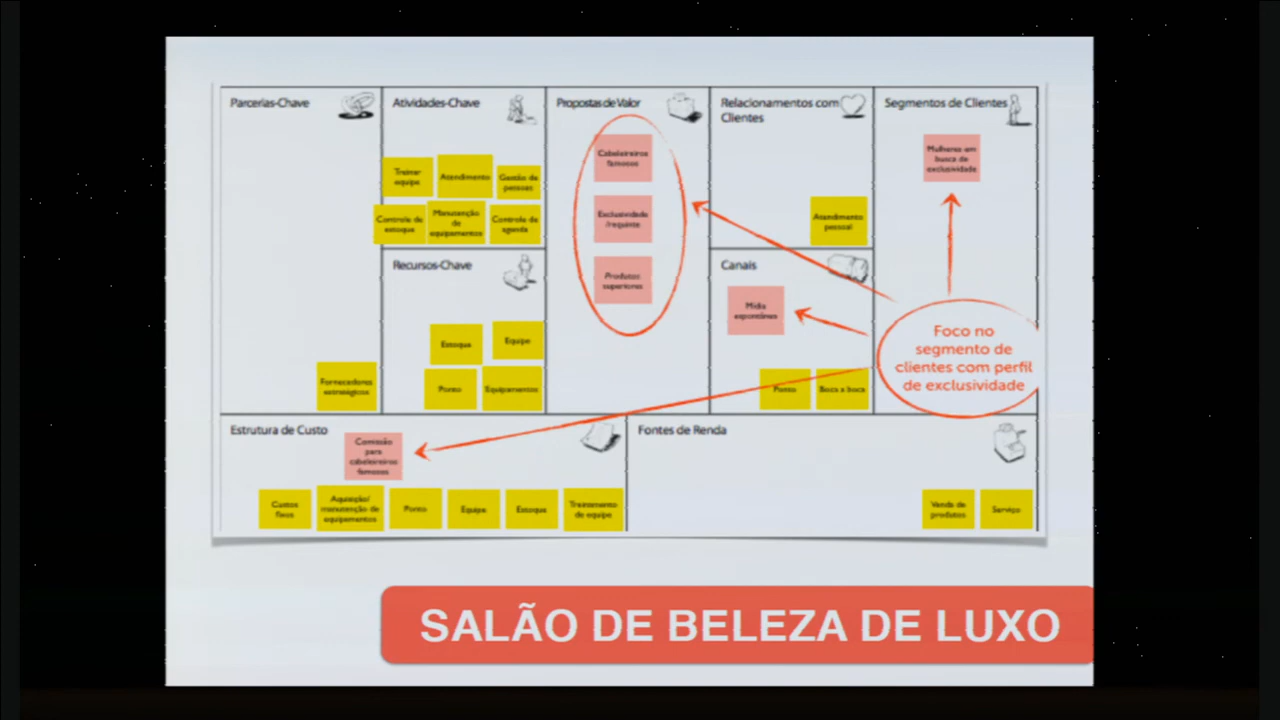 Parcerias-Chave
Fornecedores
estratégicos
Atividades-Chave
Treinar
equipe
Atendimento
Gestão de
pessoas
Controle de
estoque
Manutenção
de
equipamentos
Controle de
agenda
Recursos-Chave
Estoque
Equipe
Ponto
Equipamentos
Propostas de Valor
Cabeleireiros
famosos
Exclusividade
/requinte
Produtos
superiores
Relacionamentos com
Clientes
Atendimento
pessoal
Canais
Mídia
espontânea
Ponto
Boca a boca
Segmentos de Clientes
Mulheres em
busca de
exclusividade
Foco no
segmento de
clientes com perfil
de exclusividade
Estrutura de Custo
Comissão
para
cabeleireiros
famosos
Custos
fixos
Aquisição/
manutenção de
equipamentos
Ponto
Equipe
Estoque
Treinamento
de equipe
Fontes de Renda
Venda de
produtos
Serviço
SALÃO DE BELEZA DE LUXO